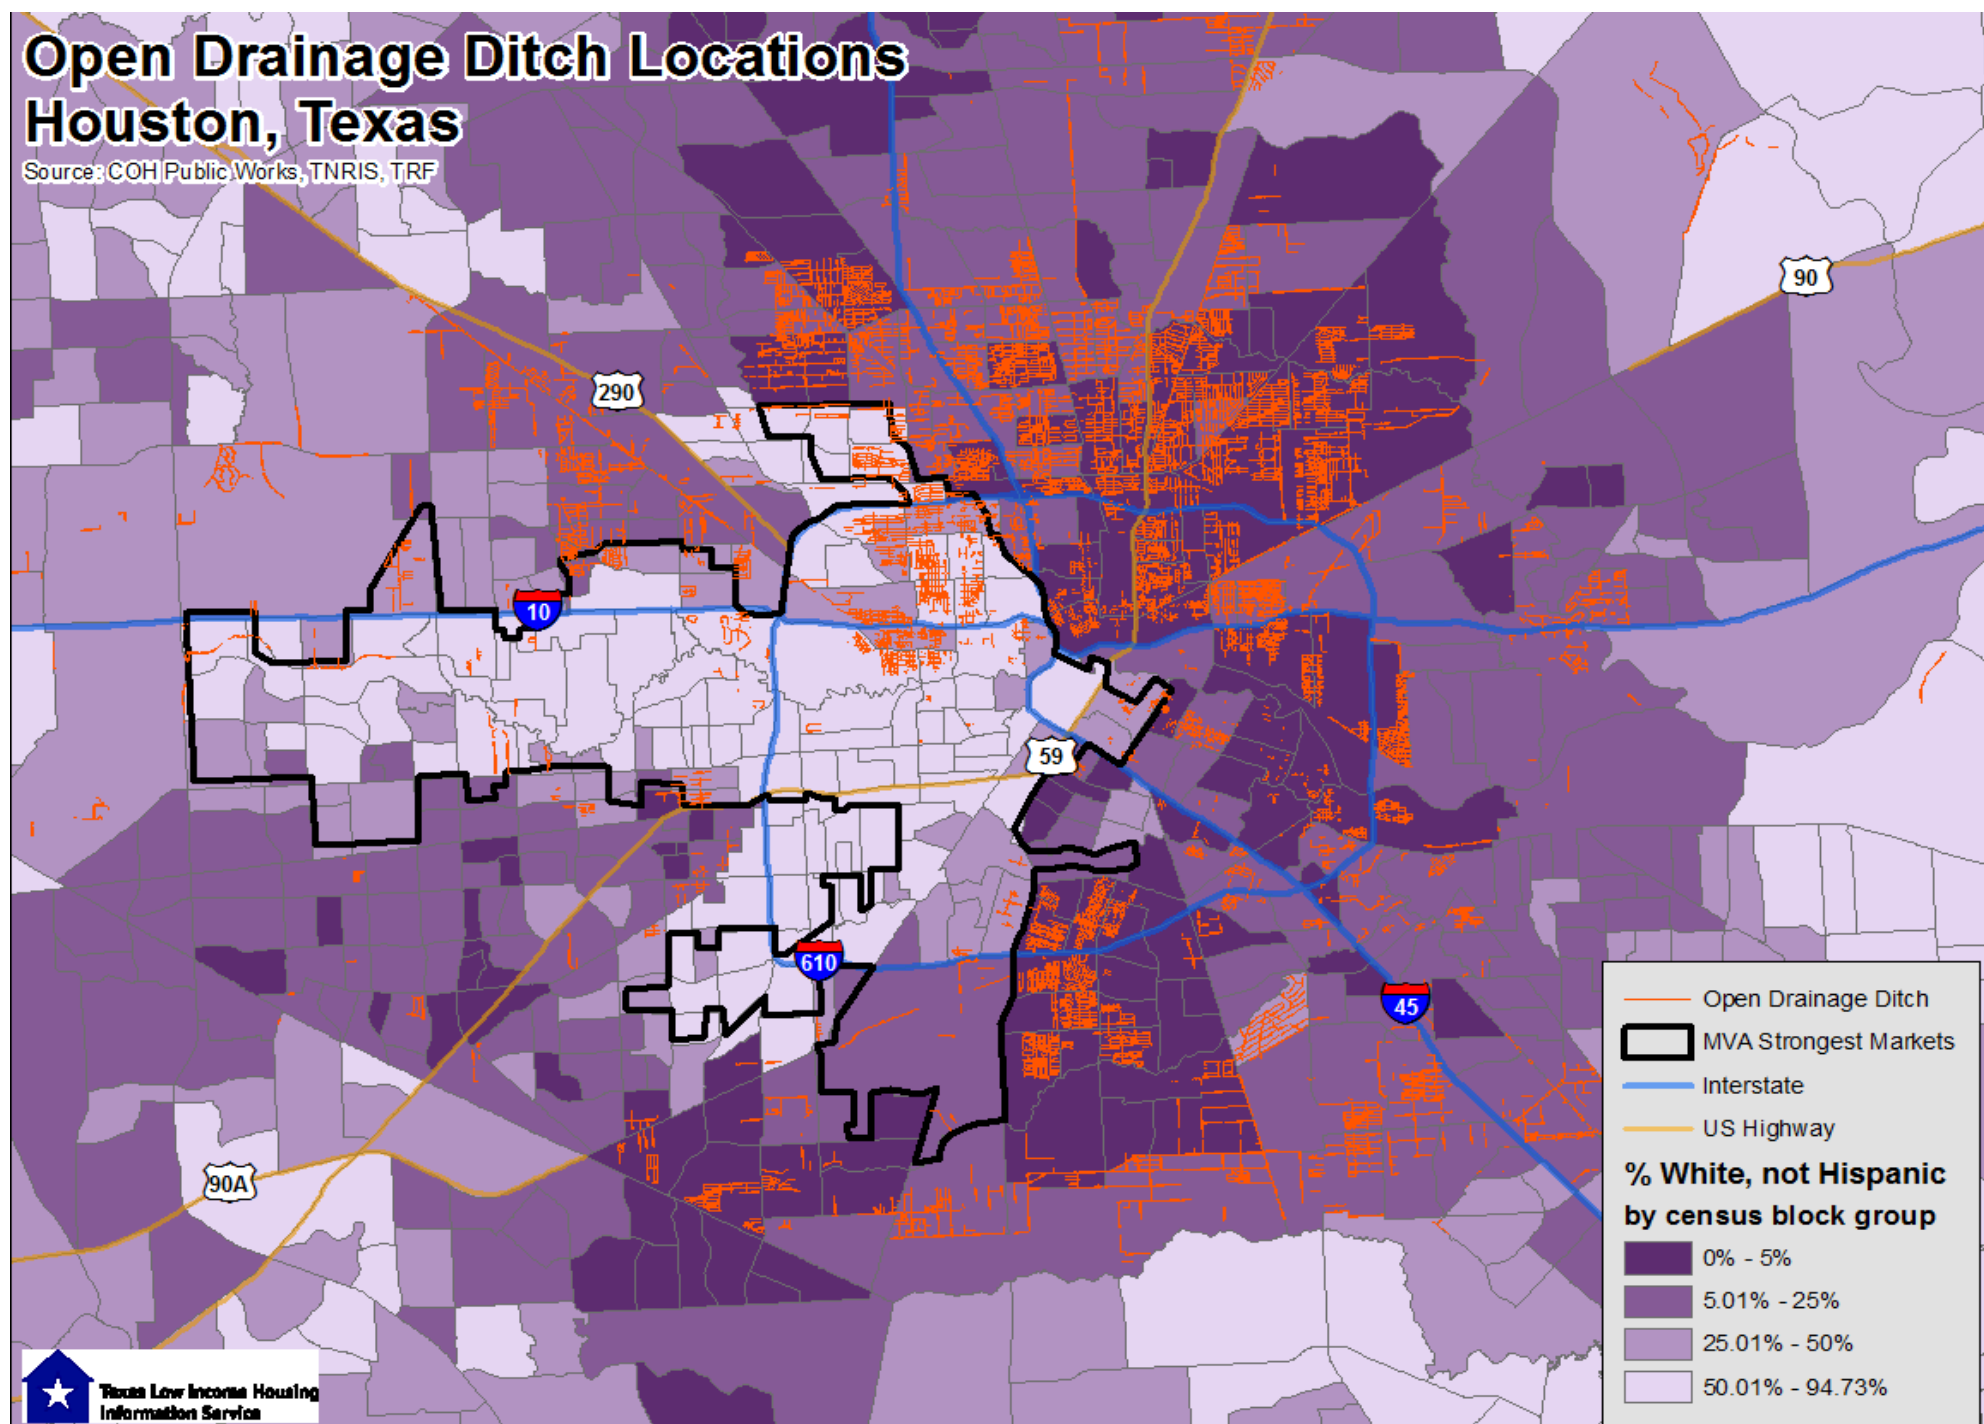 Open Drainage Ditch Locations
Houston, Texas
Source: COH Public Works, TNRIS, TRF
90
290
10
59
610
45
90A
Open Drainage Ditch
MVA Strongest Markets
Interstate
US Highway
% White, not Hispanic
by census block group
0% - 5%
5.01% - 25%
25.01% - 50%
50.01% - 94.73%
Texas Low Income Housing
Information Service